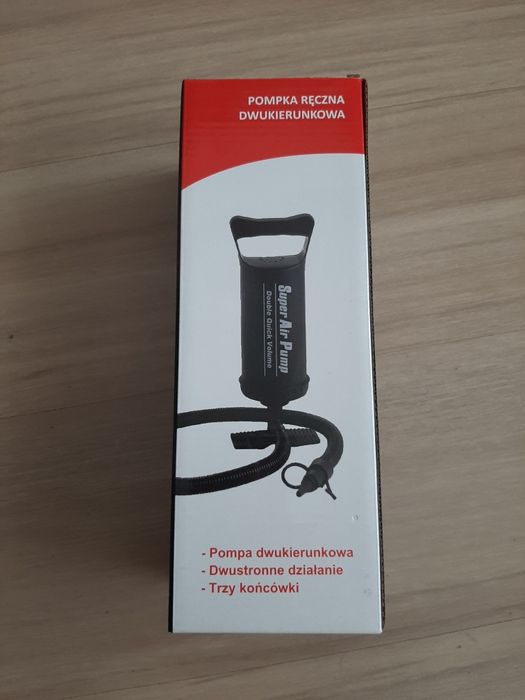 POMPKA RĘCZNA
DWUKIERUNKOWA
Super Air Pump
Double Quick Volume
- Pompa dwukierunkowa
- Dwustronne działanie
- Trzy końcówki